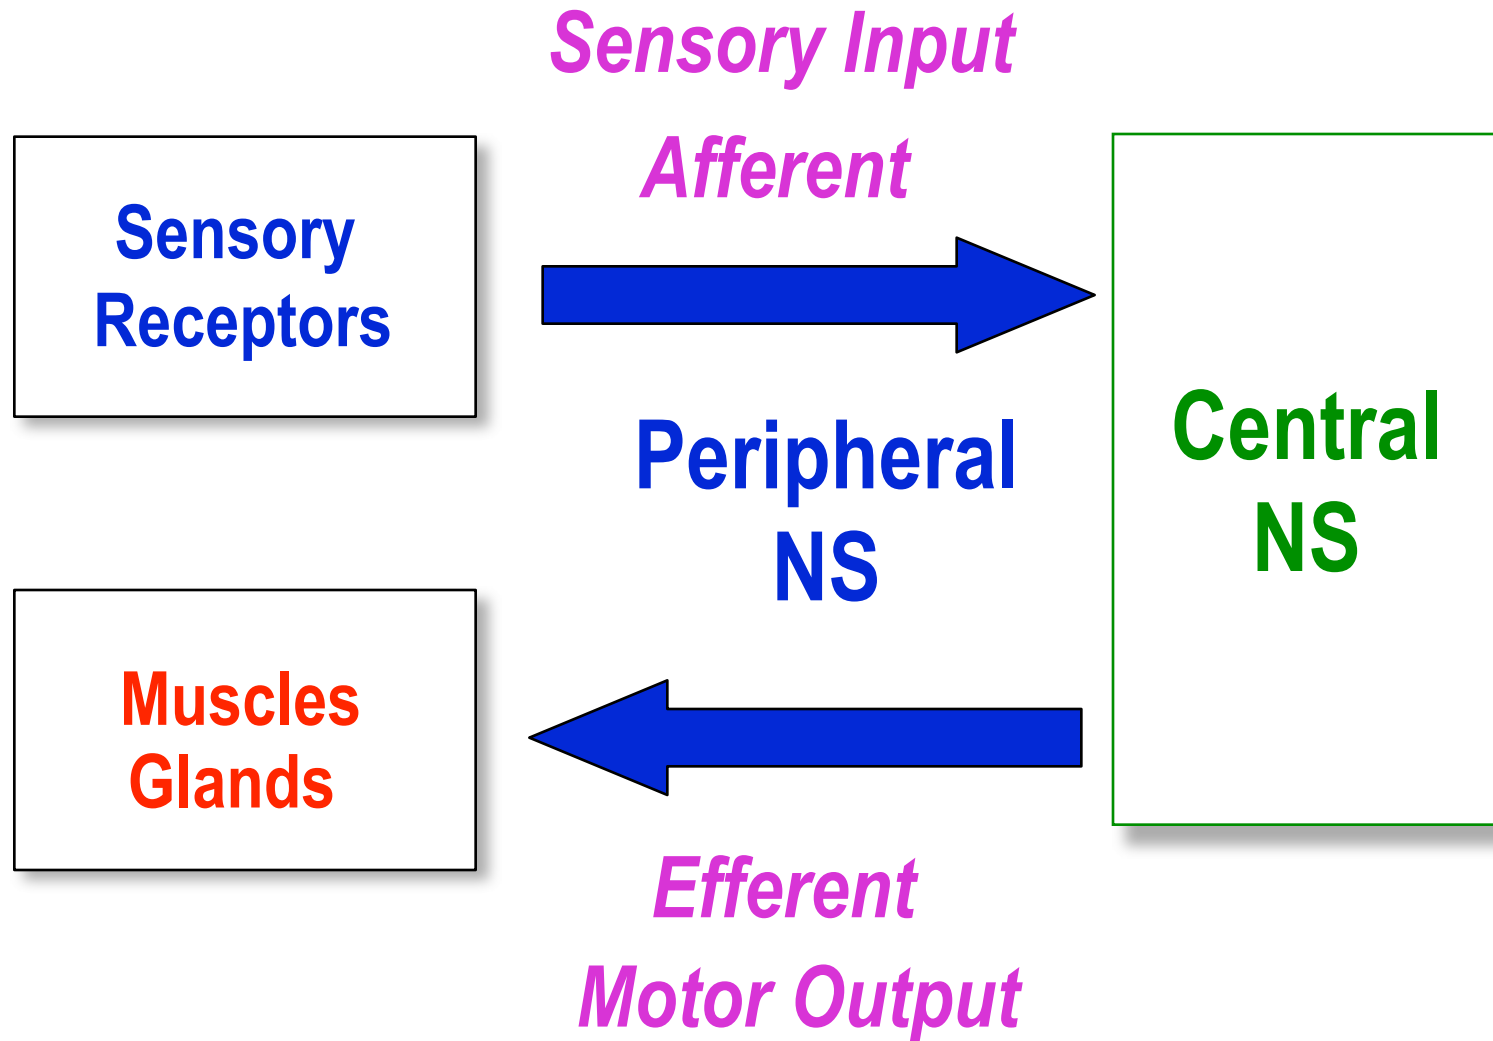 Sensory Input
Afferent
Sensory
Receptors
Peripheral
NS
Central
NS
Muscles
Glands
Efferent
Motor Output